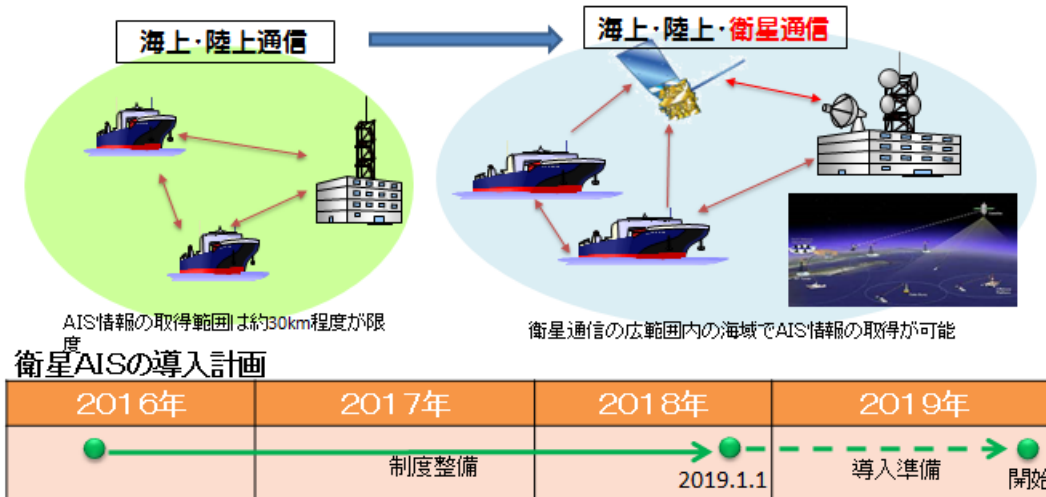 海上・陸上通信
海上・陸上・衛星通信
AIS情報の取得範囲は約30km程度が限
度
衛星通信の広範囲内の海域でAIS情報の取得が可能
衛星AISの導入計画
2016年 2017年 2018年 2019年
制度整備
2019.1.1
導入準備
開始